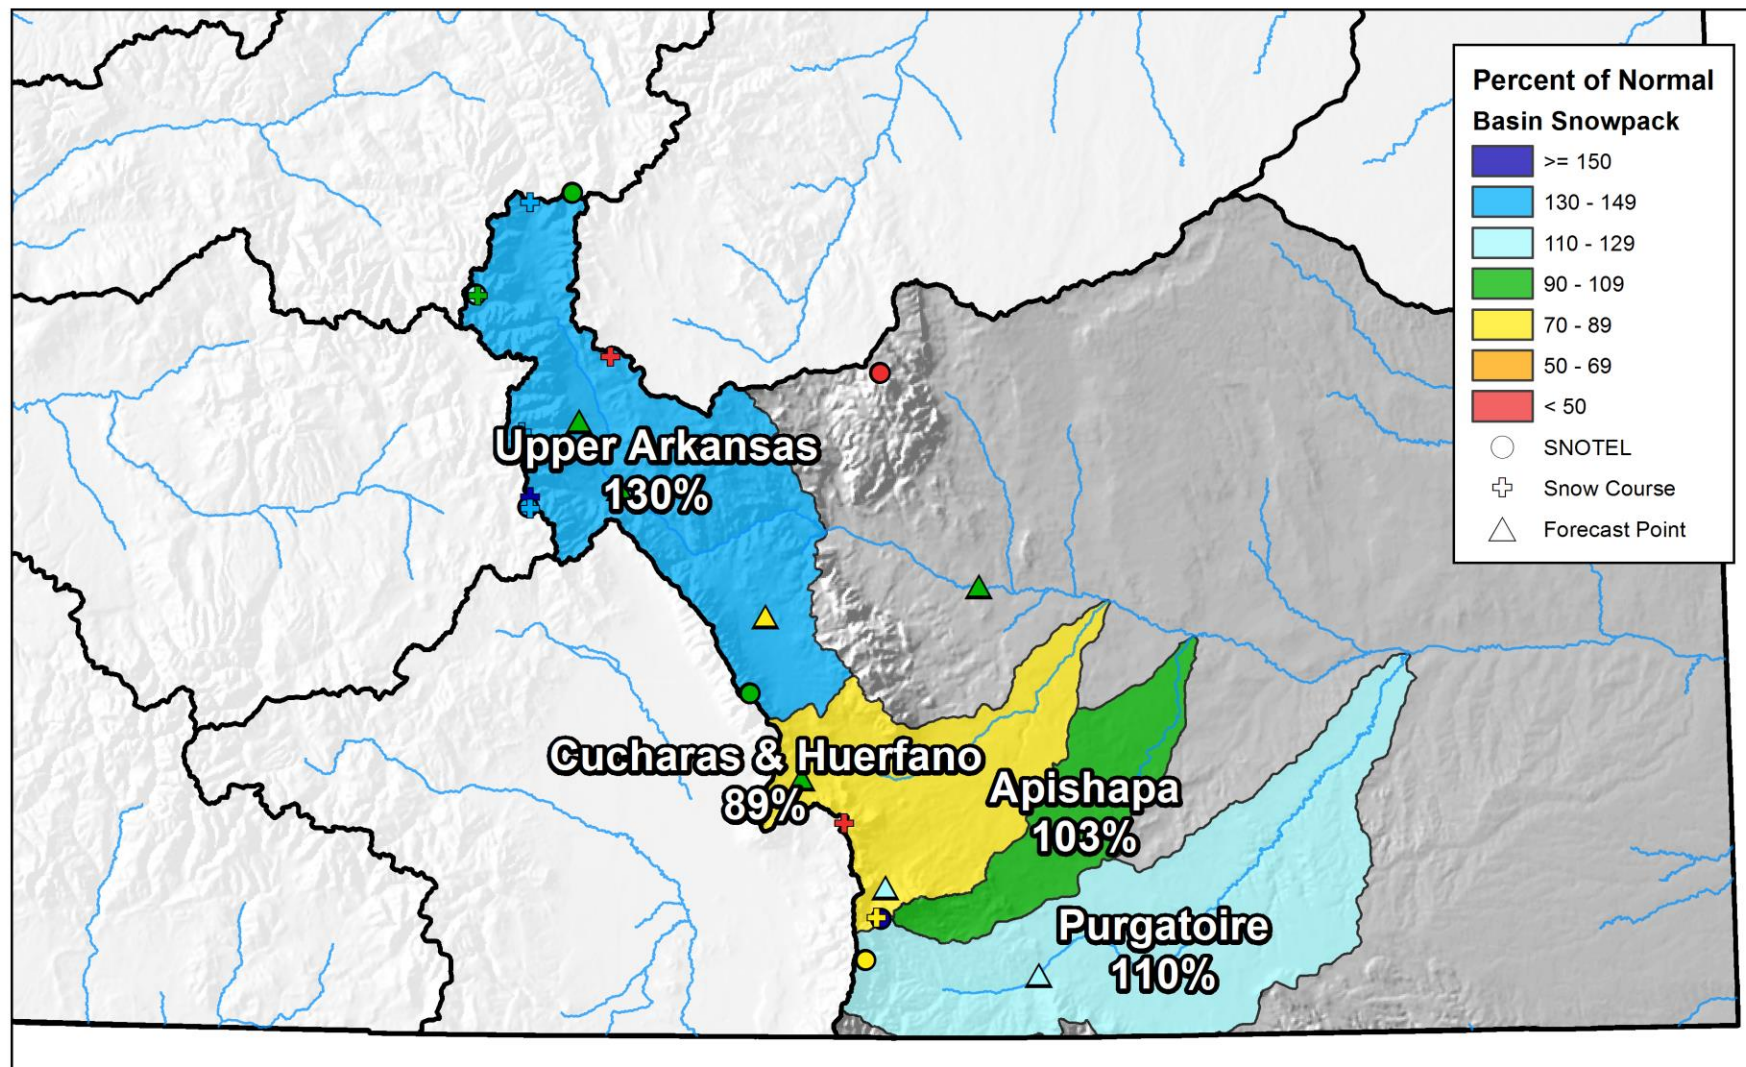 Percent of Normal
Basin Snowpack
>= 150
130 - 149
110 - 129
90 - 109
70 - 89
50 - 69
< 50
SNOTEL
Snow Course
Forecast Point
Upper Arkansas
130%
Cucharas & Huerfano
89%
Apishapa
103%
Purgatoire
110%